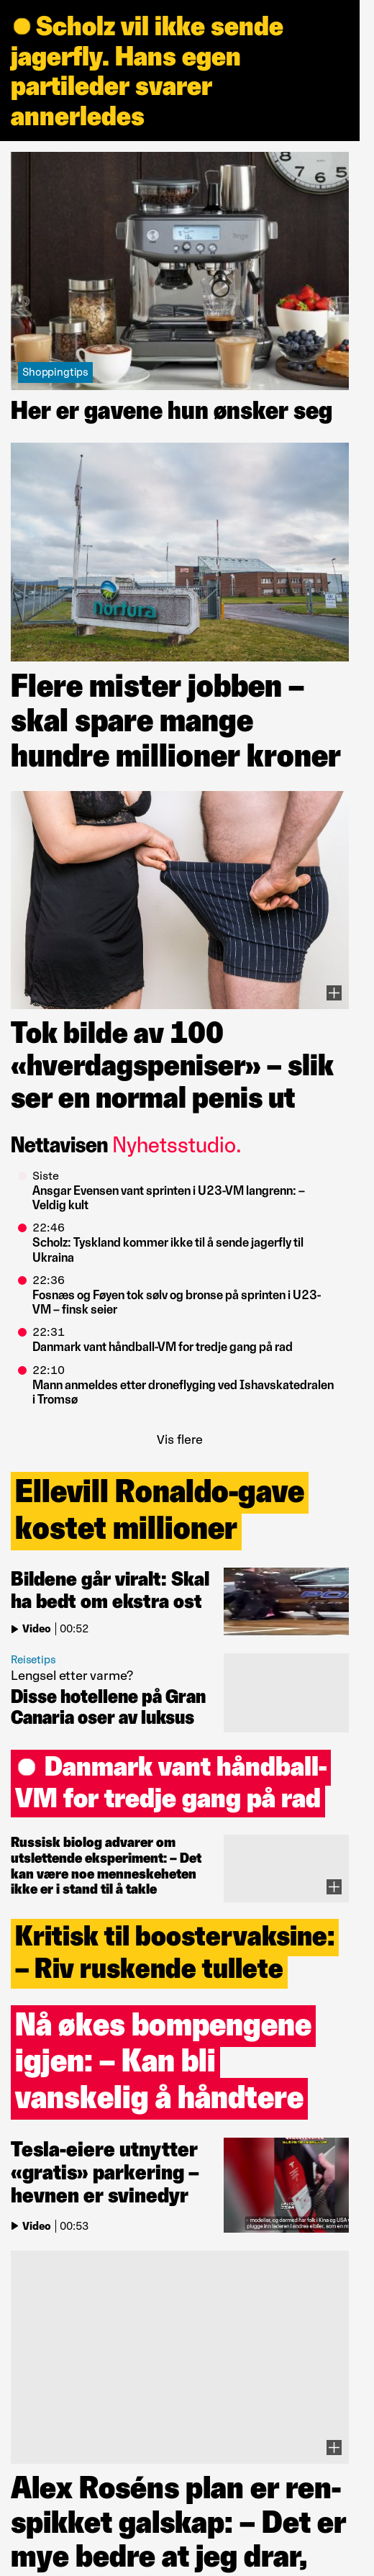 Scholz vil ikke sende
jagerfly. Hans egen
partileder svarer
annerledes
Shoppingtips
Her er gavene hun ønsker seg
nortura
Flere mister jobben –
skal spare mange
hundre millioner kroner
Tok bilde av 100
«hverdagspeniser» – slik
ser en normal penis ut
Nettavisen Nyhetsstudio.
Siste
Ansgar Evensen vant sprinten i U23-VM langrenn: –
Veldig kult
22:46
Scholz: Tyskland kommer ikke til å sende jagerfly til
Ukraina
22:36
Fosnæs og Føyen tok sølv og bronse på sprinten i U23-
VM – finsk seier
22:31
Danmark vant håndball-VM for tredje gang på rad
22:10
Mann anmeldes etter droneflyging ved Ishavskatedralen
i Tromsø
Vis flere
Ellevill Ronaldo-gave
kostet millioner
Bildene går viralt: Skal
ha bedt om ekstra ost
Video | 00:52
Reisetips
Lengsel etter varme?
Disse hotellene på Gran
Canaria oser av luksus
Danmark vant håndball-
VM for tredje gang på rad
Russisk biolog advarer om
utslettende eksperiment: – Det
kan være noe menneskeheten
ikke er i stand til å takle
Kritisk til boostervaksine:
– Riv ruskende tullete
Nå økes bompengene
igjen: – Kan bli
vanskelig å håndtere
Tesla-eiere utnytter
«gratis» parkering –
hevnen er svinedyr
Video | 00:53
Alex Roséns plan er ren-
spikket galskap: – Det er
mye bedre at jeg drar,